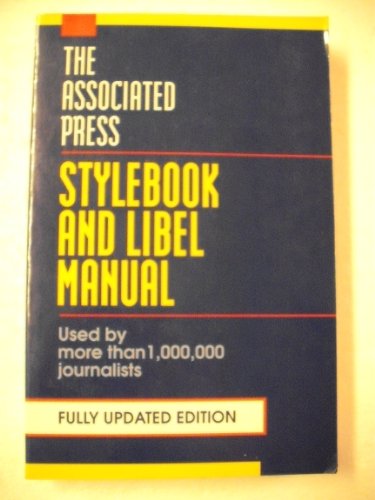 THE
ASSOCIATED
PRESS
STYLEBOOK
AND LIBEL
MANUAL
Used by
more than 1,000,000
journalists
FULLY UPDATED EDITION